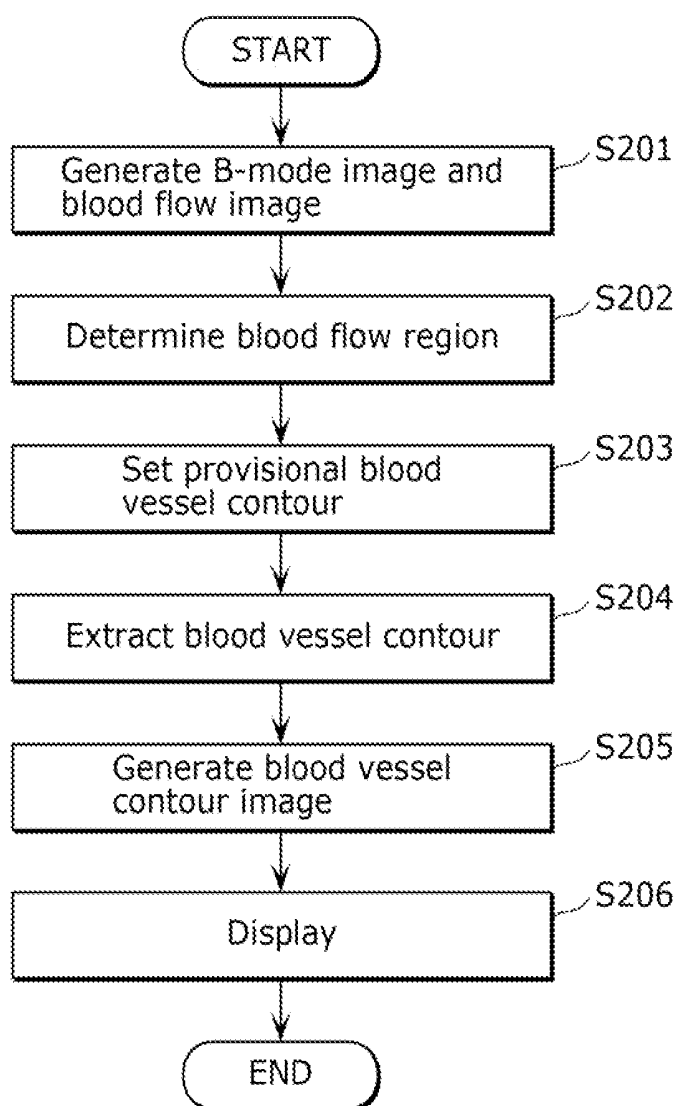 START
Generate B-mode image and
blood flow image
S201
Determine blood flow region
S202
Set provisional blood
vessel contour
S203
Extract blood vessel contour
S204
Generate blood vessel
contour image
S205
Display
S206
END